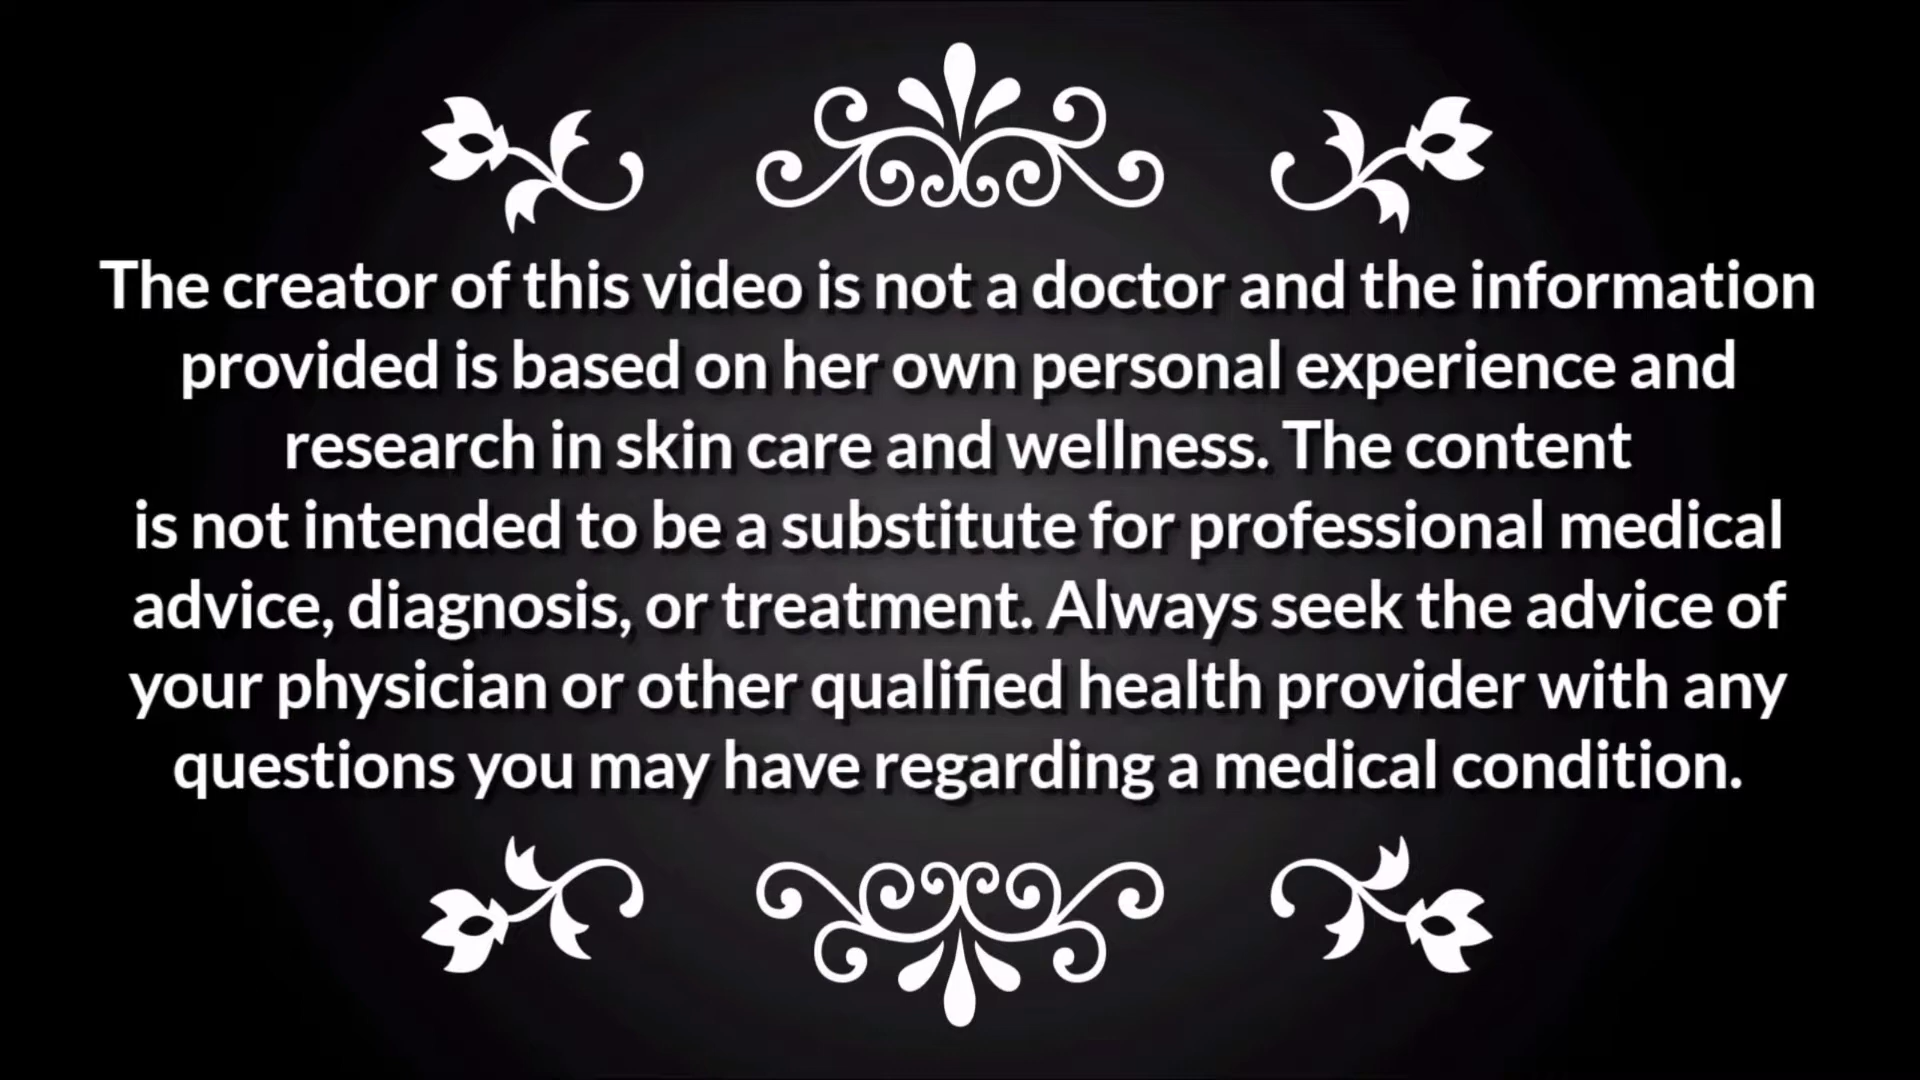 The creator of this video is not a doctor and the information
provided is based on her own personal experience and
research in skin care and wellness. The content
is not intended to be a substitute for professional medical
advice, diagnosis, or treatment. Always seek the advice of
your physician or other qualified health provider with any
questions you may have regarding a medical condition.